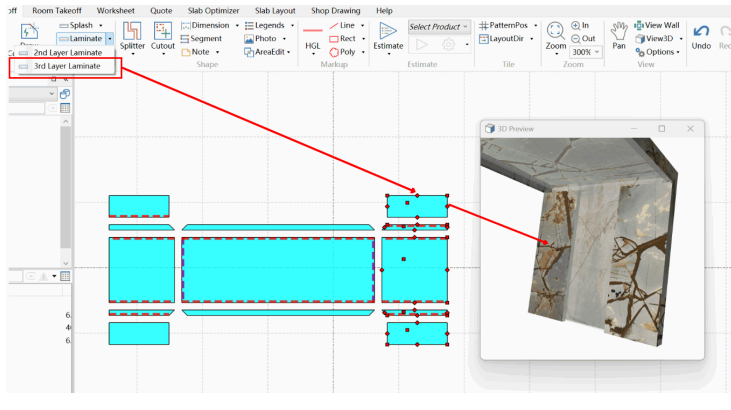 off Room Takeoff Worksheet Quote Slab Optimizer Slab Layout Shop Drawing Help
Splash
Laminate
2nd Layer Laminate
3rd Layer Laminate
Splitter Cutout
Dimension Legends
Segment Photo
Note AreaEdit
Shape
HGL
Line
Rect
Poly
Markup
Estimate
Select Product
Estimate
PatternPos
LayoutDir
Tile
Zoom
In
Out
300%
Zoom
Pan
View Wall
View3D
Options
View
Undo
3D Preview
6.
6.